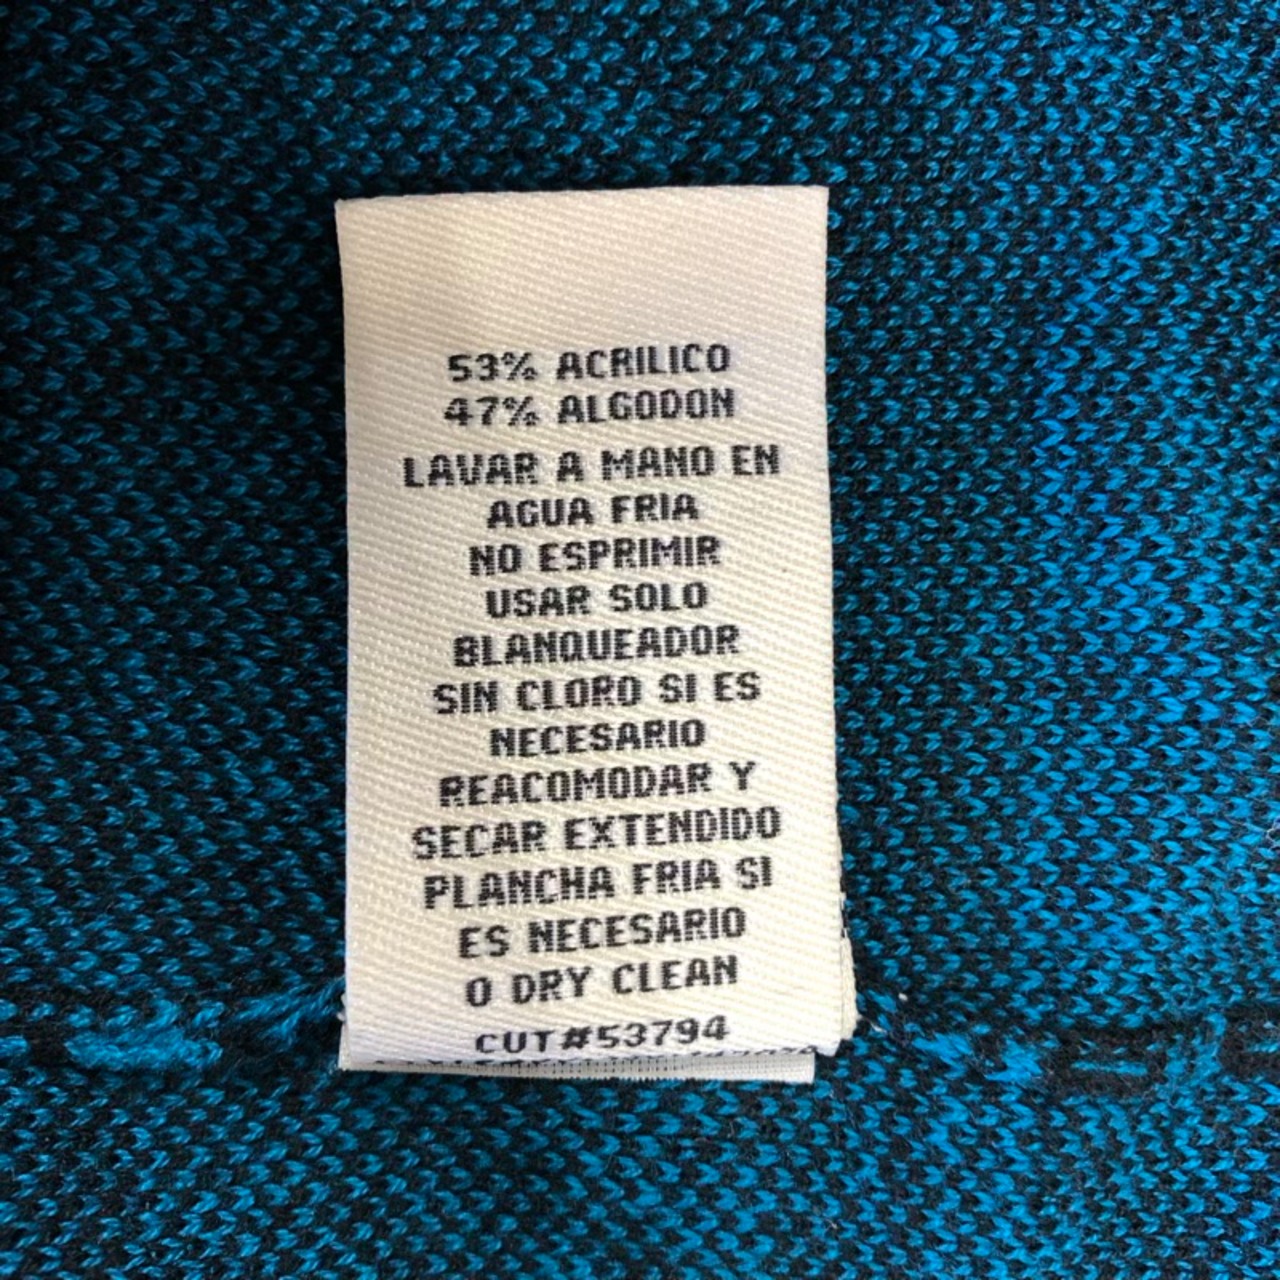 53% ACRILICO
47% ALGODON
LAVAR A MANO EN
AGUA FRIA
NO ESPRIMIR
USAR SOLO
BLANQUEADOR
SIN CLORO SI ES
NECESARIO
REACOMODAR Y
SECAR EXTENDIDO
PLANCHA FRIA SI
ES NECESARIO
O DRY CLEAN
CUT#53794